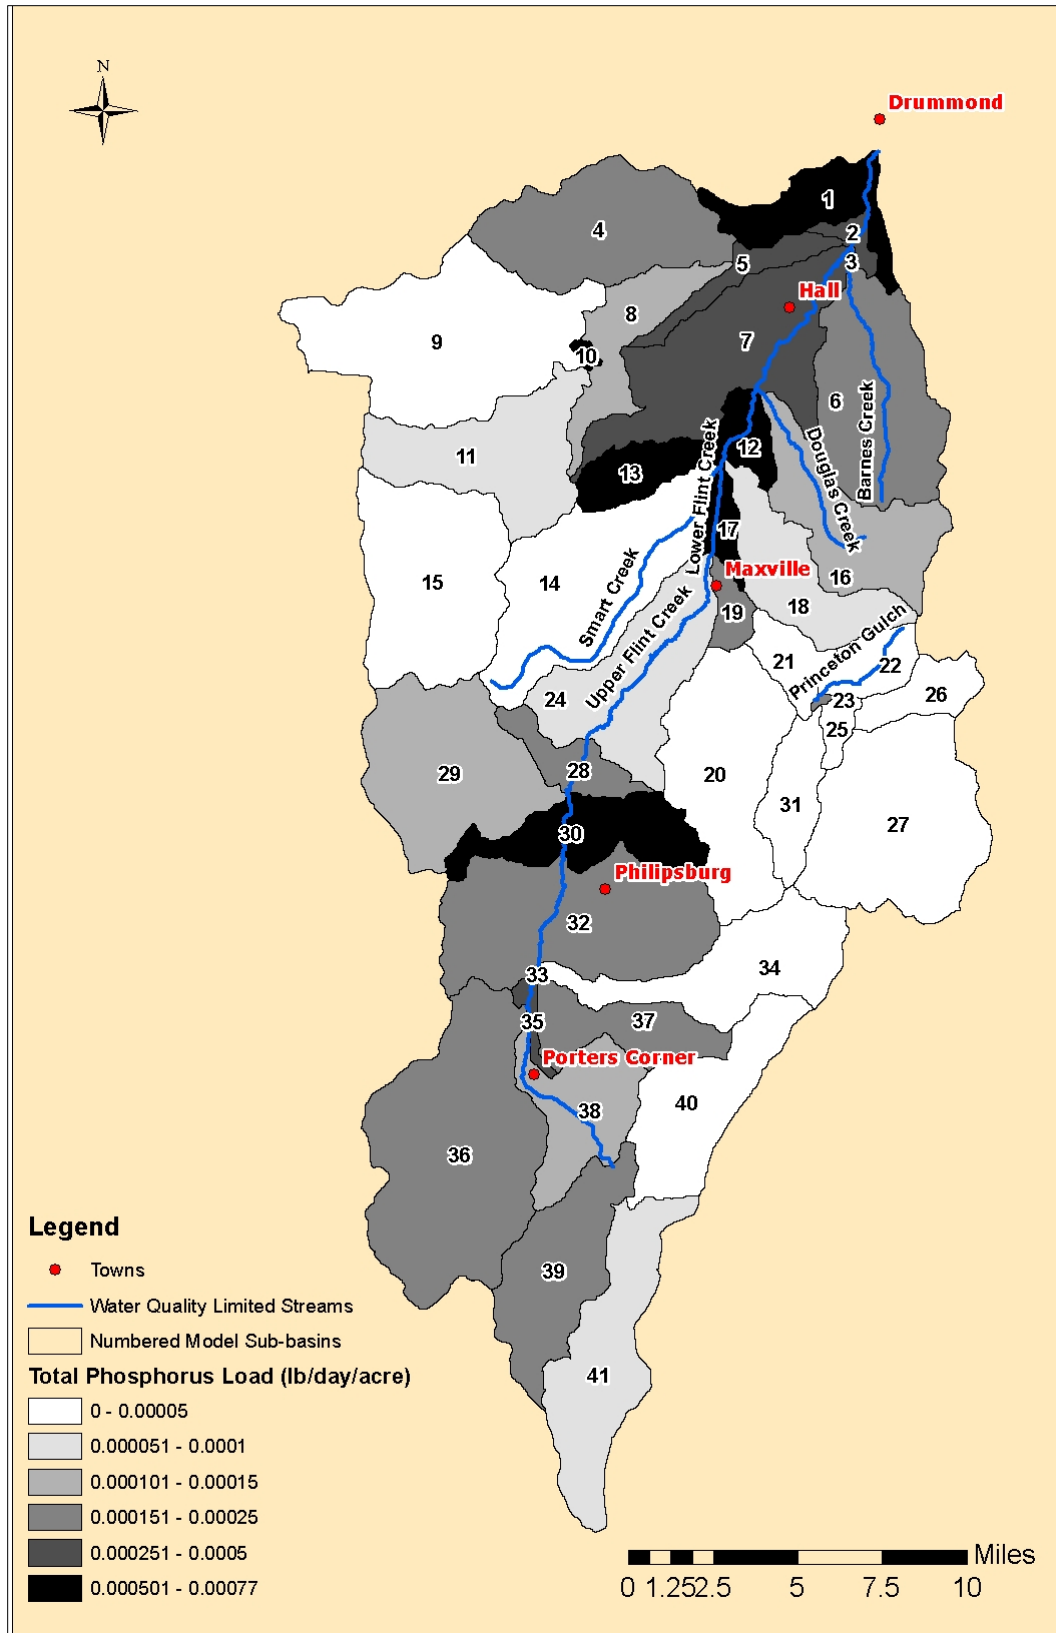 N
Drummond
1
2
4
5
3
Hall
8
7
9
10
6
Barnes Creek
Douglas Creek
Lower Flint Creek
12
11
13
17
Maxville
15
14
16
Smart Creek
18
19
Upper Flint Creek
Princeton Gulch
21
22
24
23
26
25
29
28
20
31
27
30
Philipsburg
32
34
33
35
37
Porters Corner
38
40
36
39
41
Legend
Towns
Water Quality Limited Streams
Numbered Model Sub-basins
Total Phosphorus Load (lb/day/acre)
0 - 0.00005
0.000051 - 0.0001
0.000101 - 0.00015
0.000151 - 0.00025
0.000251 - 0.0005
0.000501 - 0.00077
Miles
0 1.25 2.5 5 7.5 10